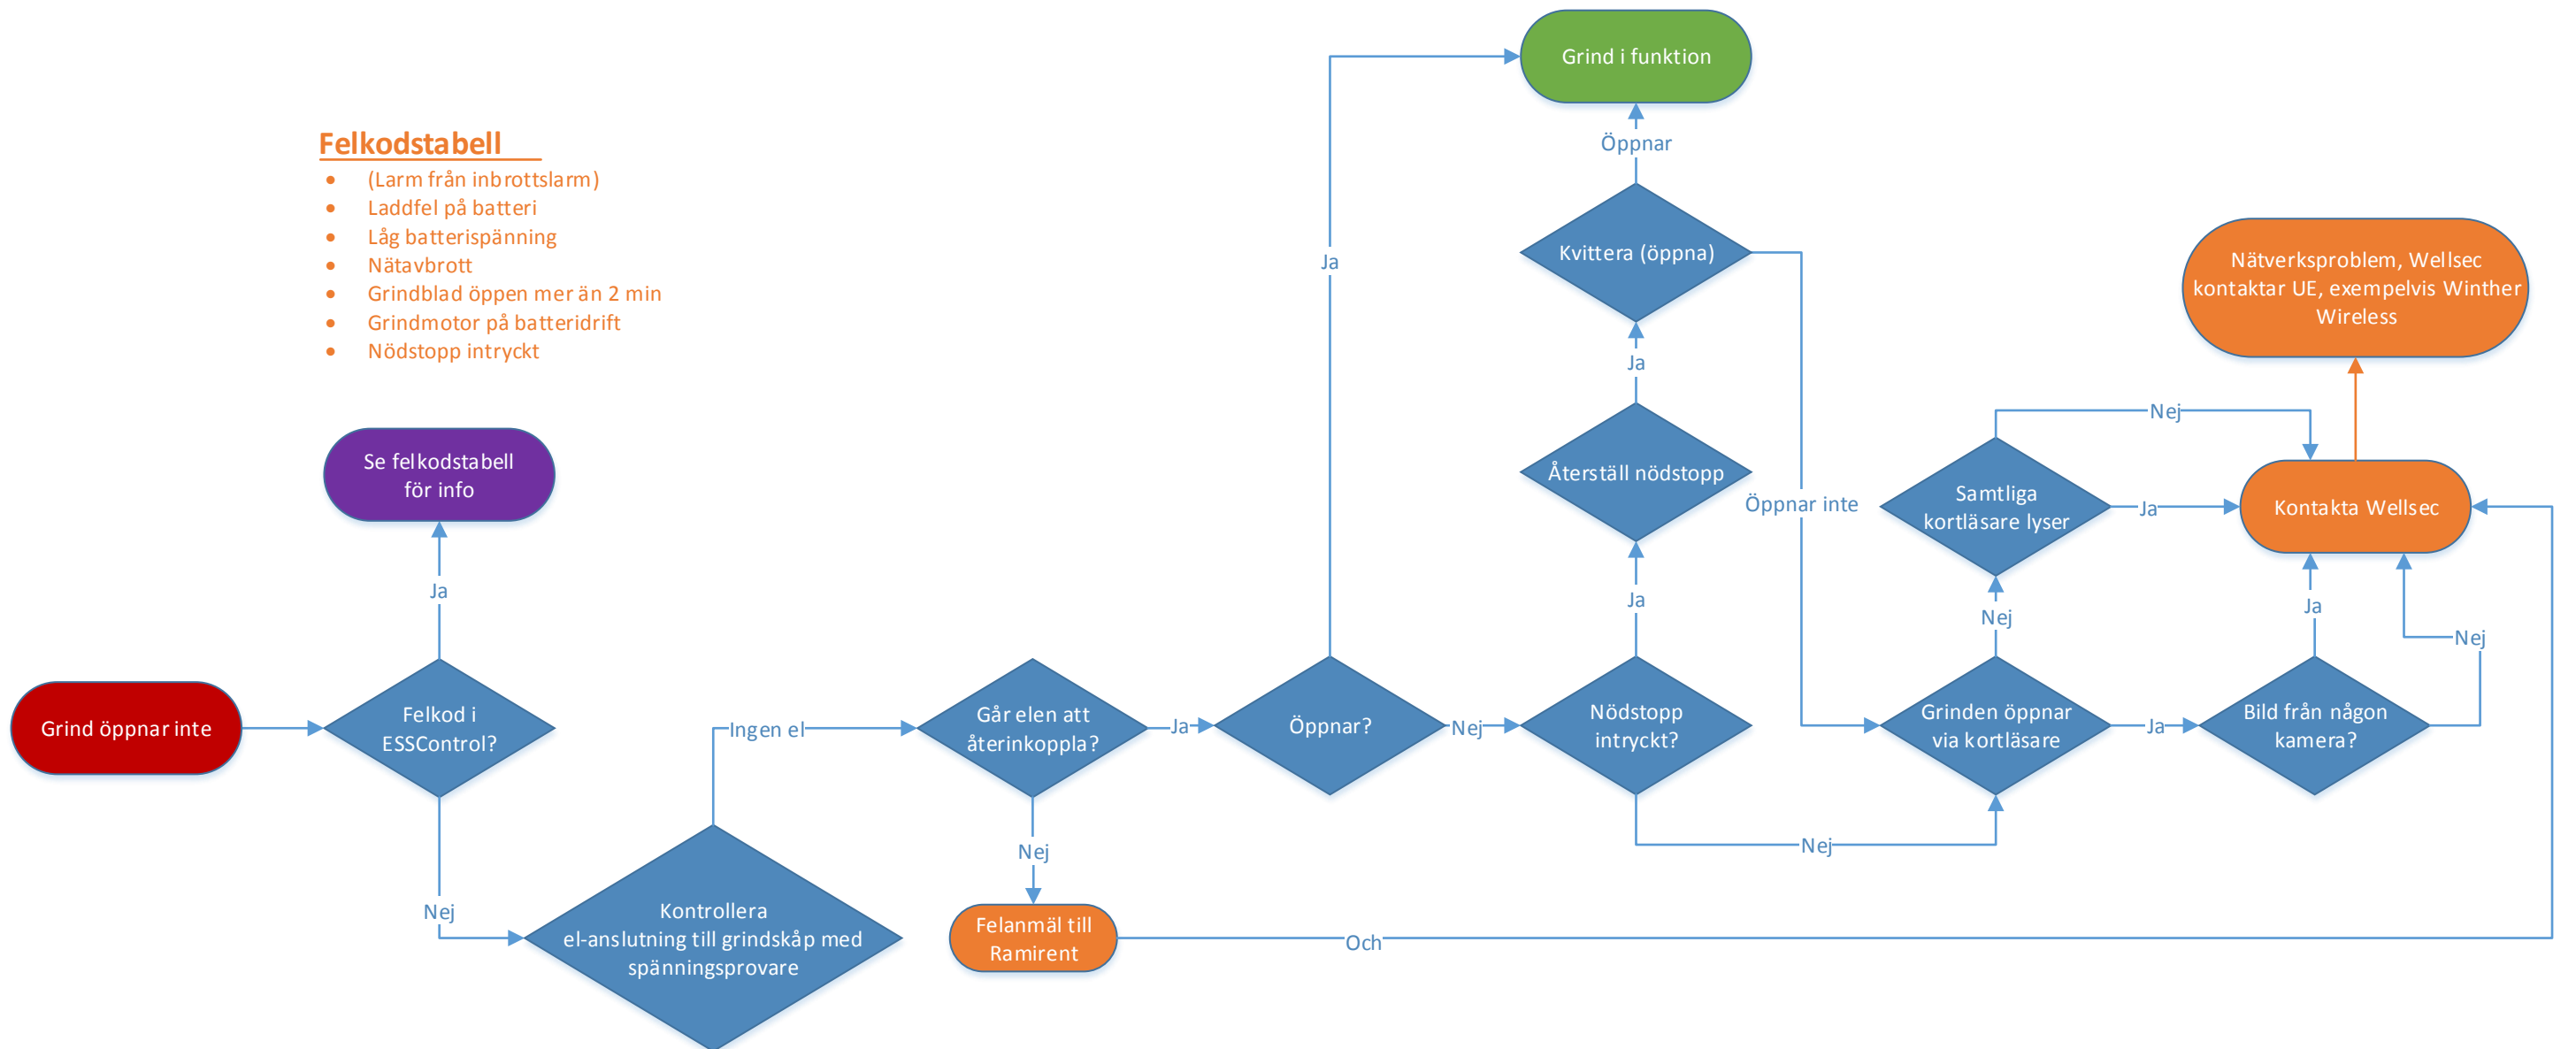 Grind i funktion
Felkodstabell
(Larm från inbrottslarm)
Laddfel på batteri
Låg batterispänning
Nätavbrott
Grindblad öppen mer än 2 min
Grindmotor på batteridrift
Nödstopp intryckt
Öppnar
Ja
Kvittera (öppna)
Nätverksproblem, Wellsec
kontaktar UE, exempelvis Winther
Wireless
Ja
Nej
Se felkodstabell
för info
Återställ nödstopp
Öppnar inte
Samtliga
kortläsare lyser
Ja
Kontakta Wellsec
Ja
Ja
Nej
Ja
Nej
Grind öppnar inte
Felkod i
ESSControl?
Ingen el
Går elen att
återinkoppla?
Ja
Öppnar?
Nej
Nödstopp
intryckt?
Grinden öppnar
via kortläsare
Ja
Bild från någon
kamera?
Nej
Nej
Nej
Kontrollera
el-anslutning till grindskåp med
spänningsprovare
Felanmäl till
Ramirent
Och